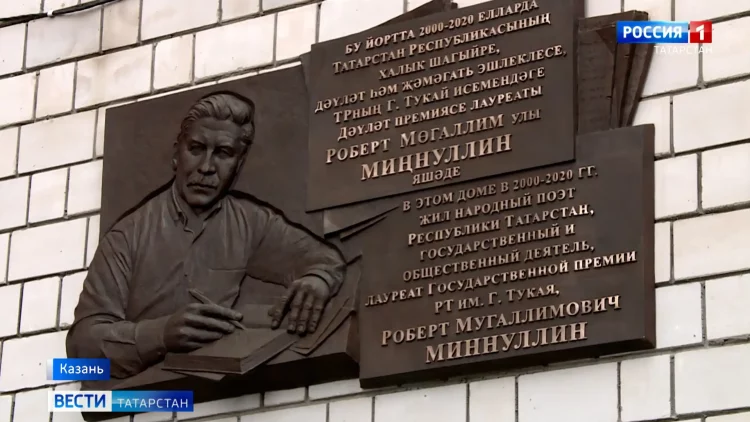 РОССИЯ 1
ТАТАРСТАН
БУ ЙОРТТА 2000-2020 ЕЛЛАРДА
ТАТАРСТАН РЕСПУБЛИКАСЫНЫҢ
ХАЛЫК ШАГЫЙРЕ,
ДӘҮЛӘТ ҺӘМ ҖӘМӘГАТЬ ЭШЛЕКЛЕСЕ,
ТРНЫҢ Г. ТУКАЙ ИСЕМЕНДӘГЕ
ДӘҮЛӘТ ПРЕМИЯСЕ ЛАУРЕАТЫ
РОБЕРТ МӨГАЛЛИМ УЛЫ
МИҢНУЛЛИН
ЯШӘДЕ
В ЭТОМ ДОМЕ В 2000-2020 ГГ.
ЖИЛ НАРОДНЫЙ ПОЭТ
РЕСПУБЛИКИ ТАТАРСТАН,
ГОСУДАРСТВЕННЫЙ И
ОБЩЕСТВЕННЫЙ ДЕЯТЕЛЬ,
ЛАУРЕАТ ГОСУДАРСТВЕННОЙ ПРЕМИИ
РТ ИМ. Г. ТУКАЯ,
РОБЕРТ МУГАЛЛИМОВИЧ
МИННУЛЛИН
Казань
ВЕСТИ ТАТАРСТАН